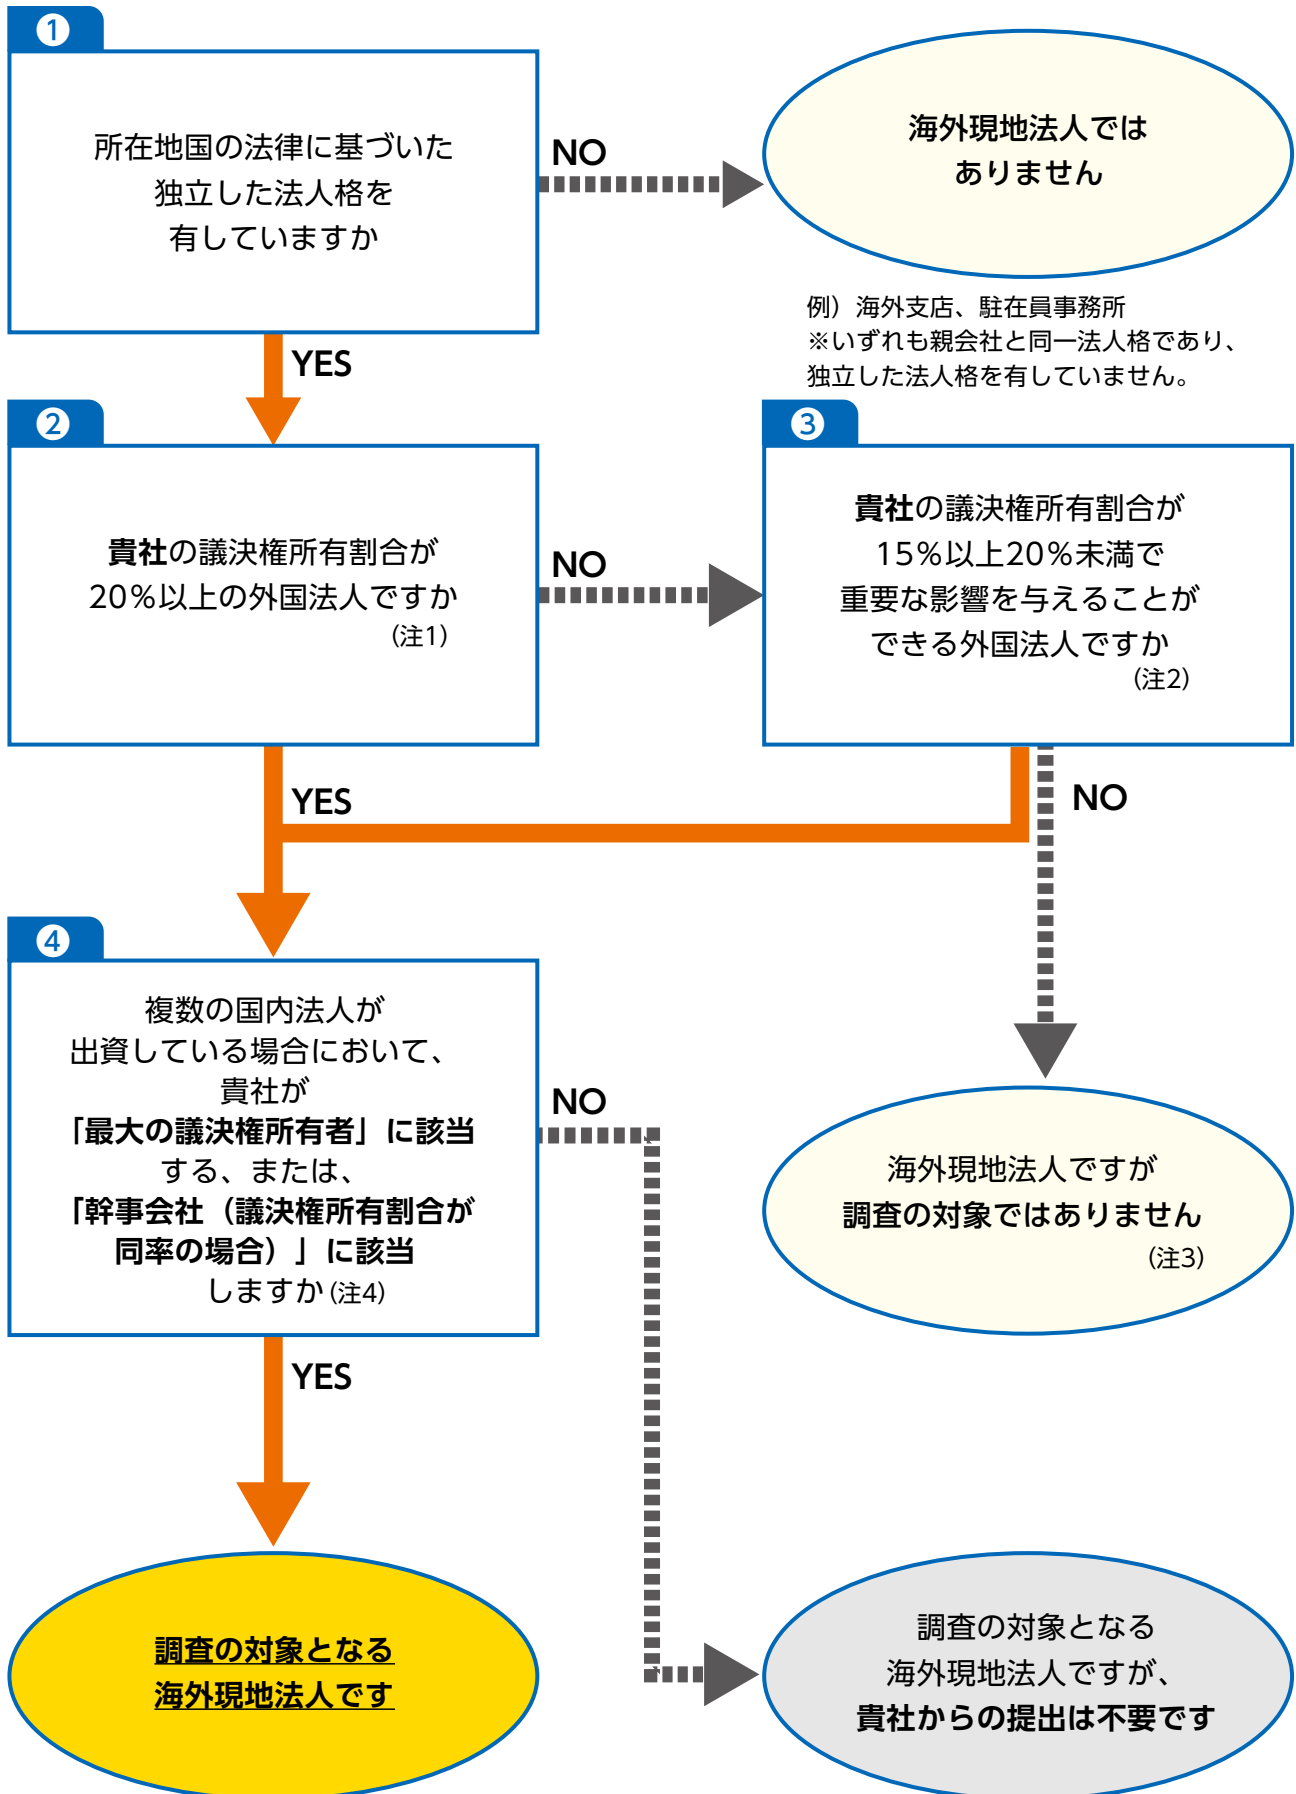 1
所在地国の法律に基づいた
独立した法人格を
有していますか
NO
海外現地法人では
ありません
例）海外支店、駐在員事務所
※いずれも親会社と同一法人格であり、
独立した法人格を有していません。
YES
2
貴社の議決権所有割合が
20％以上の外国法人ですか
（注1）
NO
3
貴社の議決権所有割合が
15％以上20％未満で
重要な影響を与えることが
できる外国法人ですか
（注2）
YES
NO
4
複数の国内法人が
出資している場合において、
貴社が
「最大の議決権所有者」に該当
する、または、
「幹事会社（議決権所有割合が
同率の場合）」に該当
しますか（注4）
NO
海外現地法人ですが
調査の対象ではありません
（注3）
YES
調査の対象となる
海外現地法人です
調査の対象となる
海外現地法人ですが、
貴社からの提出は不要です